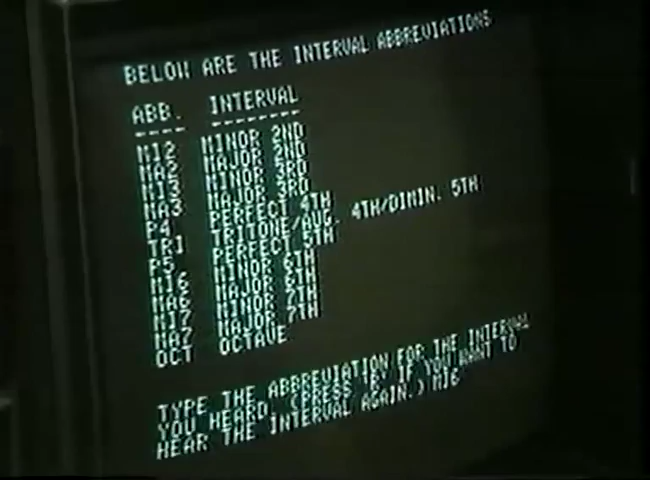 BELOW ARE THE INTERVAL ABBREVIATIONS
ABB. INTERVAL
---- --------
MI2 MINOR 2ND
MA2 MAJOR 2ND
MI3 MINOR 3RD
MA3 MAJOR 3RD
P4 PERFECT 4TH
TRI TRITONE/AUG. 4TH/DIMIN. 5TH
P5 PERFECT 5TH
MI6 MINOR 6TH
MA6 MAJOR 6TH
MI7 MINOR 7TH
MA7 MAJOR 7TH
OCT OCTAVE
TYPE THE ABBREVIATION FOR THE INTERVAL
YOU HEARD. (PRESS 'R' IF YOU WANT TO
HEAR THE INTERVAL AGAIN.) MI6